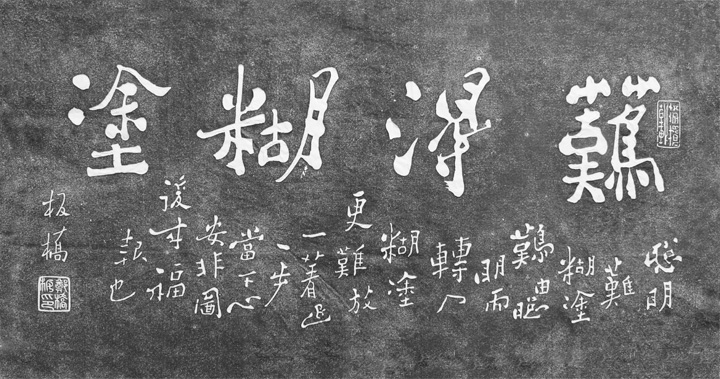 難得糊塗
聰明
難
糊塗
難由聰
明而
轉入
糊塗
更難放
一著退
一步
當下心
安非圖
後來福
報也
板橋